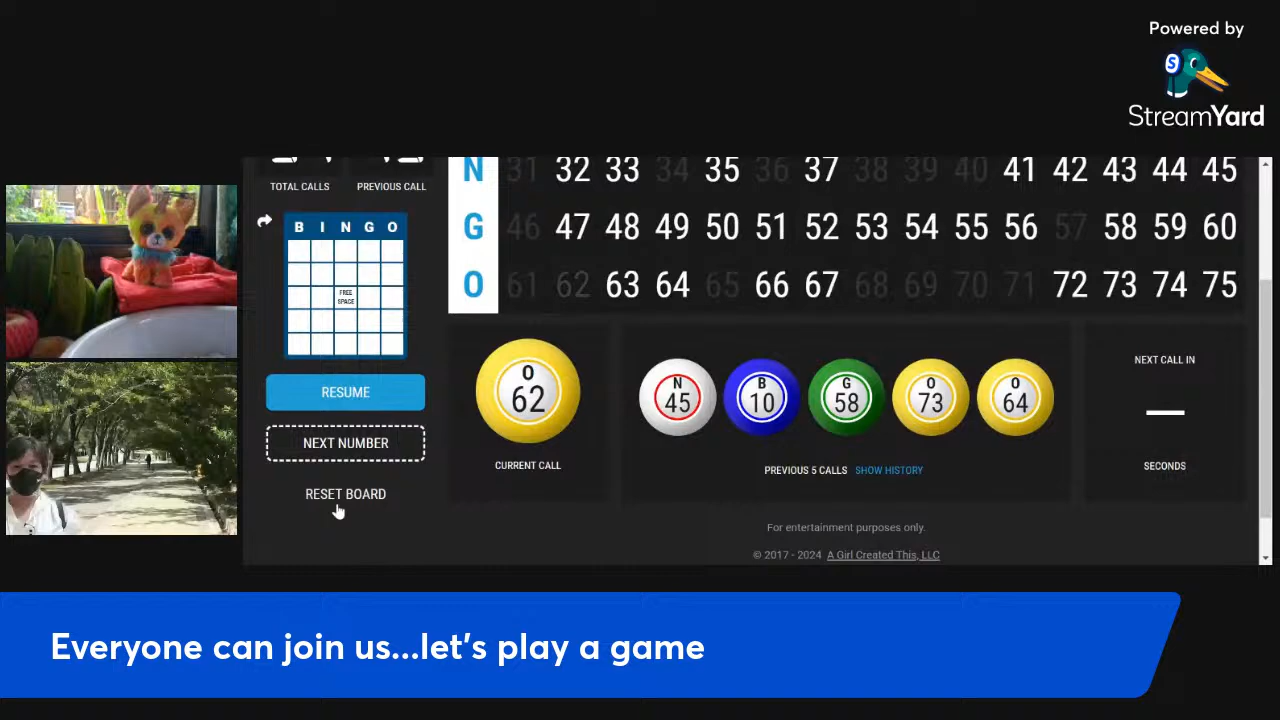 Powered by
S
StreamYard
TOTAL CALLS
PREVIOUS CALL
B I N G O
FREE
SPACE
RESUME
NEXT NUMBER
RESET BOARD
N 31 32 33 34 35 36 37 38 39 40 41 42 43 44 45
G 46 47 48 49 50 51 52 53 54 55 56 57 58 59 60
O 61 62 63 64 65 66 67 68 69 70 71 72 73 74 75
O
62
CURRENT CALL
N
45
B
10
G
58
O
73
O
64
PREVIOUS 5 CALLS SHOW HISTORY
NEXT CALL IN
SECONDS
For entertainment purposes only.
© 2017 - 2024 A Girl Created This, LLC
Everyone can join us...let's play a game